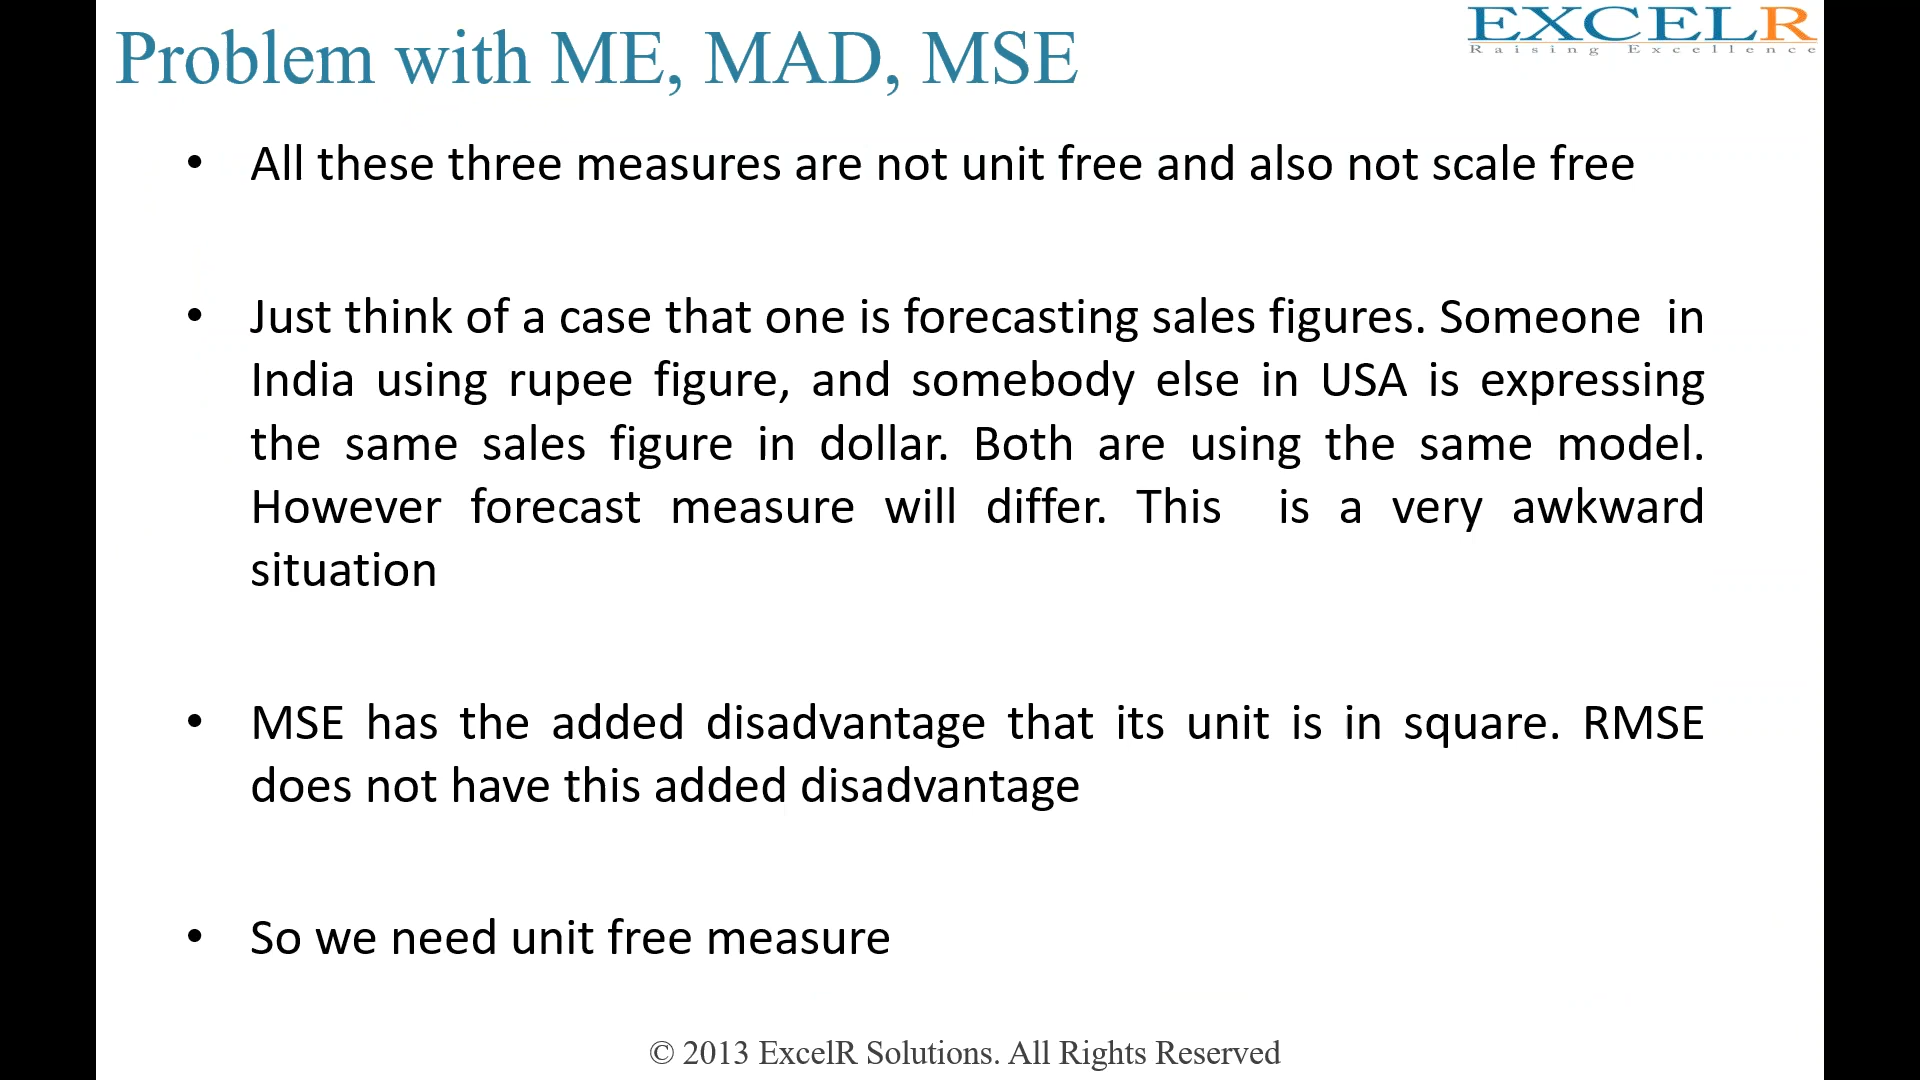 Problem with ME, MAD, MSE
EXCELR
Raising Excellence
• All these three measures are not unit free and also not scale free
• Just think of a case that one is forecasting sales figures. Someone in
India using rupee figure, and somebody else in USA is expressing
the same sales figure in dollar. Both are using the same model.
However forecast measure will differ. This is a very awkward
situation
• MSE has the added disadvantage that its unit is in square. RMSE
does not have this added disadvantage
• So we need unit free measure
© 2013 ExcelR Solutions. All Rights Reserved